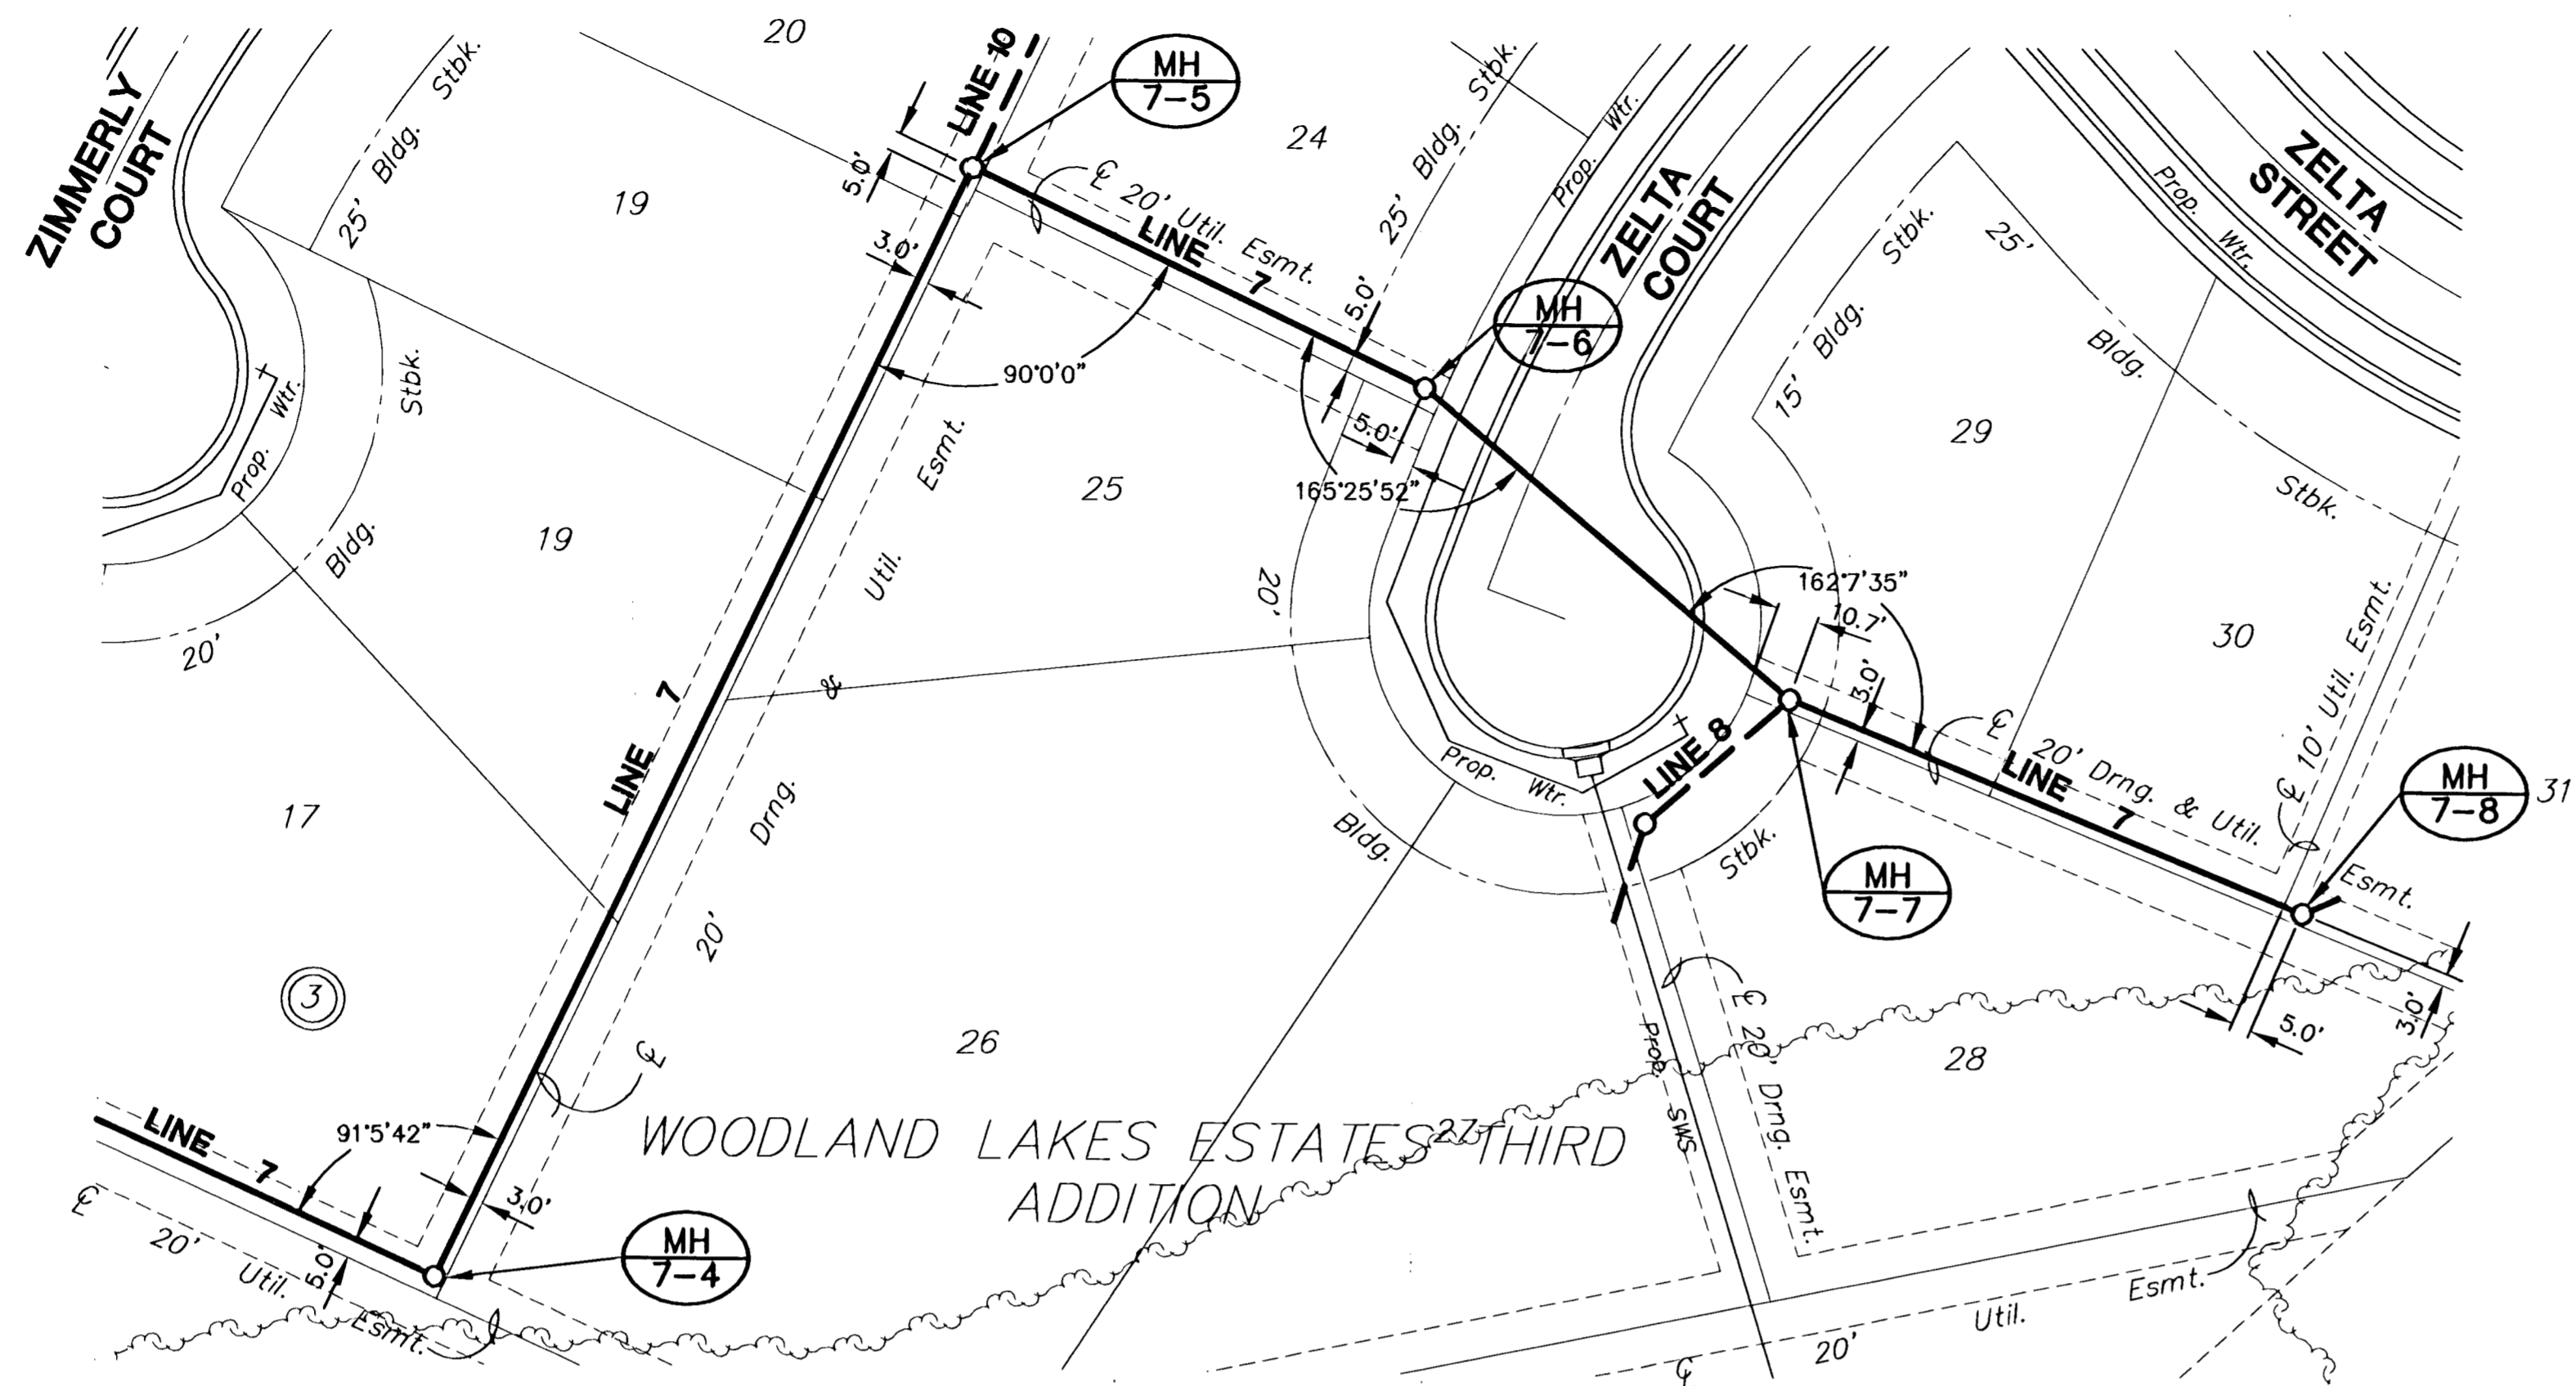 20
LINE 10
MH
7-5
Stbk.
Bldg.
25'
ZIMMERLY
COURT
19
24
5.0'
3.0'
℄ 20' Util. Esmt.
LINE 7
25' Bldg. Stbk.
Prop. Wtr.
ZELTA
COURT
ZELTA
STREET
Prop. Wtr.
Stbk.
Bldg.
15'
25'
Bldg.
Stbk.
MH
7-6
5.0'
5.0'
90°0'0"
165°25'52"
29
Stbk.
Bldg.
20'
Prop. Wtr.
19
25
Esmt.
Util.
&
Drng.
20'
℄
20'
162°7'35"
10.7'
3.0'
30
℄ 10' Util. Esmt.
℄ 20' Drng. & Util.
Esmt.
LINE 7
MH
7-8
31
LINE 7
LINE 8
Prop. Wtr.
Bldg.
Stbk.
MH
7-7
17
3
26
27
28
5.0'
3.0'
Prop. SWS
℄ 20' Drng. Esmt.
WOODLAND LAKES ESTATES THIRD
ADDITION
LINE 7
91°5'42"
3.0'
5.0'
MH
7-4
℄
20' Util. Esmt.
℄
20' Util. Esmt.